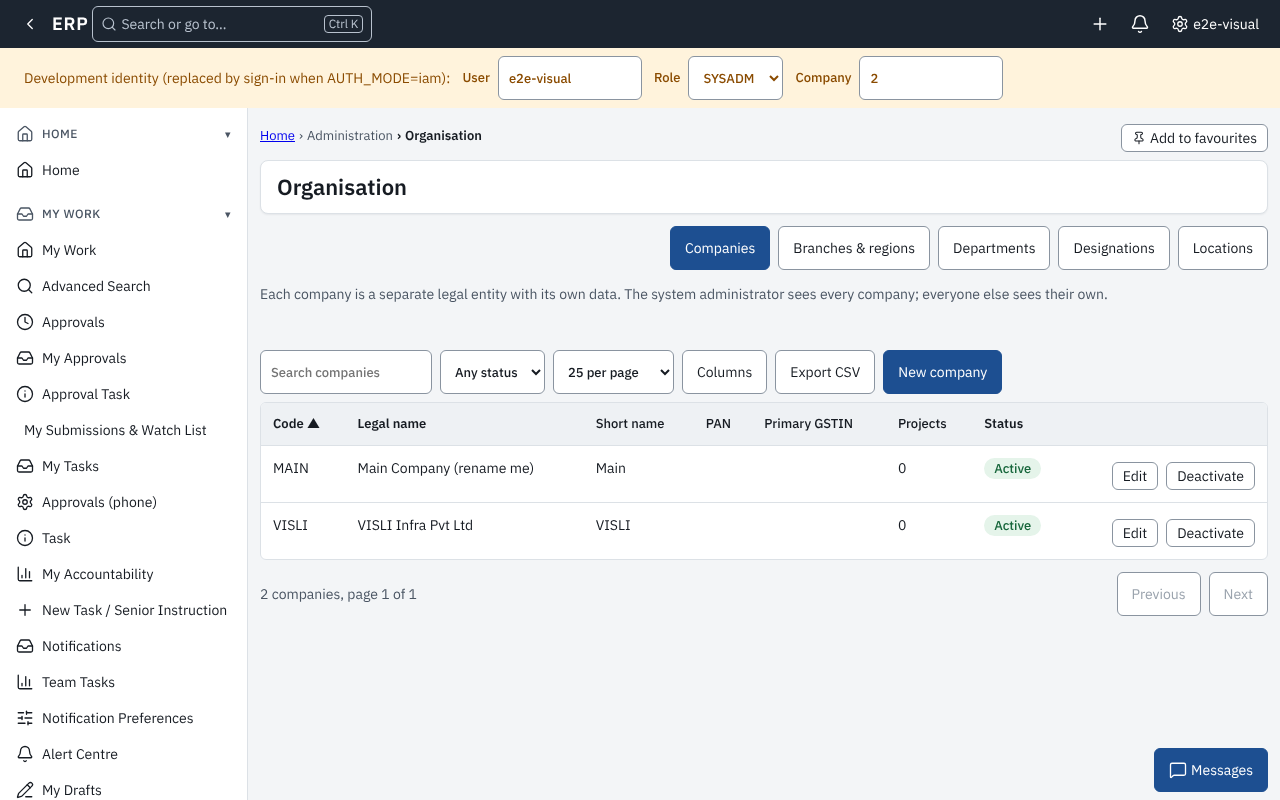 ERP
Search or go to...
Ctrl K
e2e-visual
Development identity (replaced by sign-in when AUTH_MODE=iam):
User
e2e-visual
Role
SYSADM
Company
2
HOME
Home
MY WORK
My Work
Advanced Search
Approvals
My Approvals
Approval Task
My Submissions & Watch List
My Tasks
Approvals (phone)
Task
My Accountability
New Task / Senior Instruction
Notifications
Team Tasks
Notification Preferences
Alert Centre
My Drafts
Home › Administration › Organisation
Add to favourites
Organisation
Companies
Branches & regions
Departments
Designations
Locations
Each company is a separate legal entity with its own data. The system administrator sees every company; everyone else sees their own.
Search companies
Any status
25 per page
Columns
Export CSV
New company
Code ▲ Legal name Short name PAN Primary GSTIN Projects Status
MAIN Main Company (rename me) Main 0 Active Edit Deactivate
VISLI VISLI Infra Pvt Ltd VISLI 0 Active Edit Deactivate
2 companies, page 1 of 1
Previous
Next
Messages